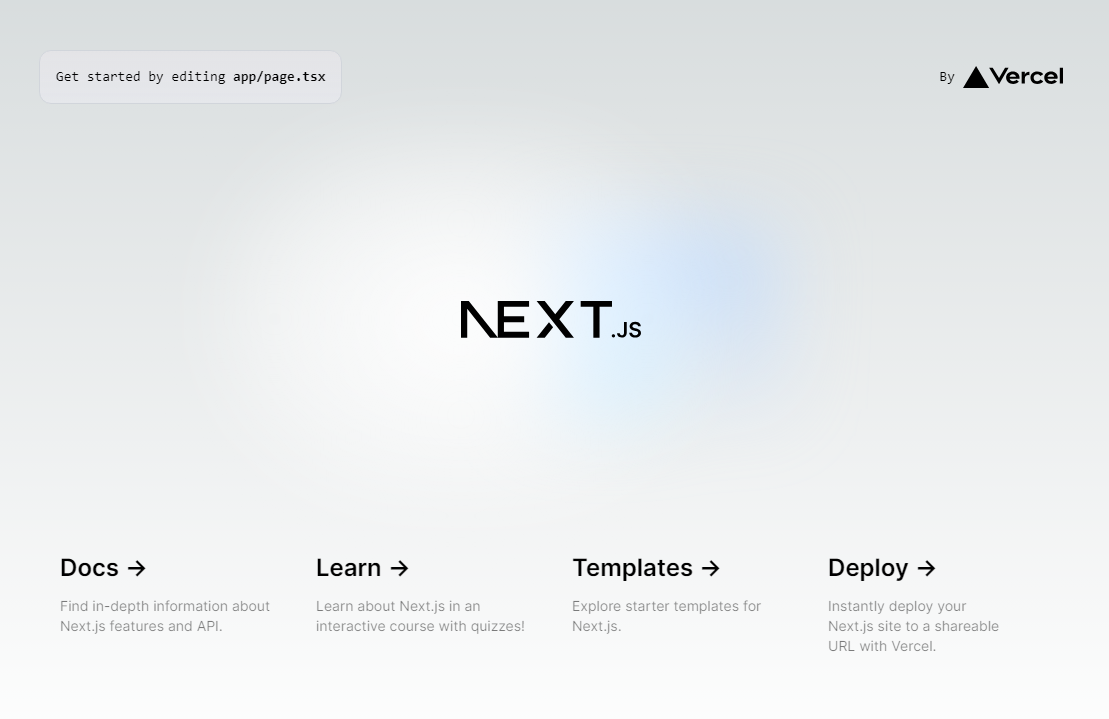 Get started by editing app/page.tsx
By Vercel
NEXT.JS
Docs →
Find in-depth information about
Next.js features and API.
Learn →
Learn about Next.js in an
interactive course with quizzes!
Templates →
Explore starter templates for
Next.js.
Deploy →
Instantly deploy your
Next.js site to a shareable
URL with Vercel.